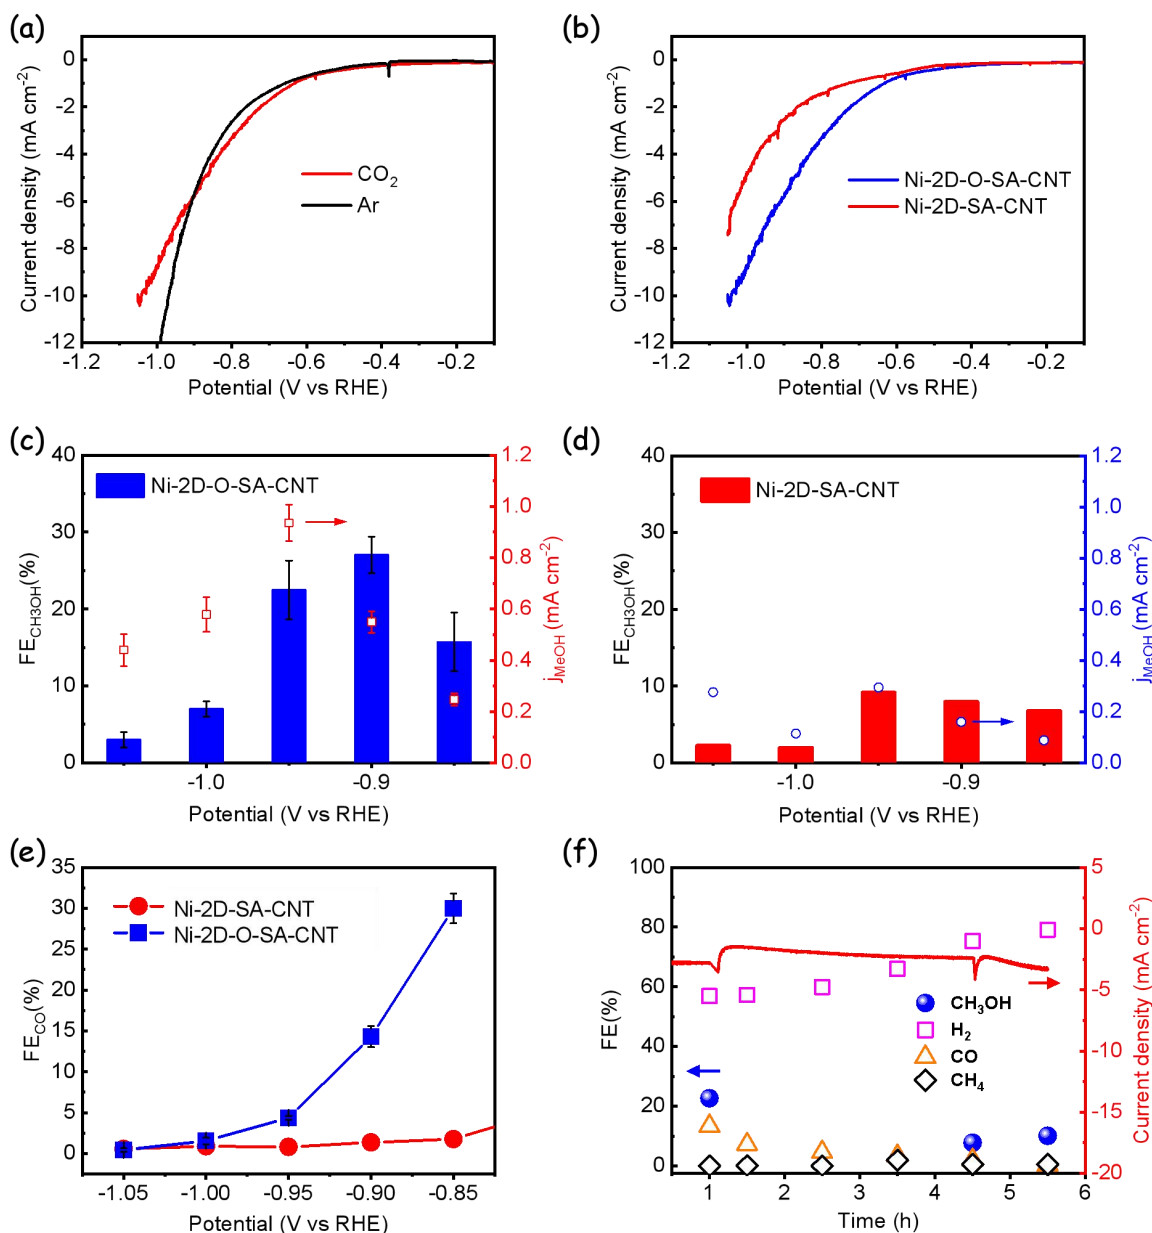 (a)
0
-2
-4
-6
-8
-10
-12
Current density (mA cm⁻²)
CO₂
Ar
-1.2 -1.0 -0.8 -0.6 -0.4 -0.2
Potential (V vs RHE)
(b)
0
-2
-4
-6
-8
-10
-12
Current density (mA cm⁻²)
Ni-2D-O-SA-CNT
Ni-2D-SA-CNT
-1.2 -1.0 -0.8 -0.6 -0.4 -0.2
Potential (V vs RHE)
(c)
40
30
20
10
0
FE_CH3OH(%)
Ni-2D-O-SA-CNT
1.2
1.0
0.8
0.6
0.4
0.2
0.0
j_MeOH (mA cm⁻²)
-1.0 -0.9
Potential (V vs RHE)
(d)
40
30
20
10
0
FE_CH3OH(%)
Ni-2D-SA-CNT
1.2
1.0
0.8
0.6
0.4
0.2
0.0
j_MeOH (mA cm⁻²)
-1.0 -0.9
Potential (V vs RHE)
(e)
35
30
25
20
15
10
5
0
FE_CO(%)
Ni-2D-SA-CNT
Ni-2D-O-SA-CNT
-1.05 -1.00 -0.95 -0.90 -0.85
Potential (V vs RHE)
(f)
100
80
60
40
20
0
FE(%)
CH₃OH
H₂
CO
CH₄
5
0
-5
-10
-15
-20
Current density (mA cm⁻²)
1 2 3 4 5 6
Time (h)